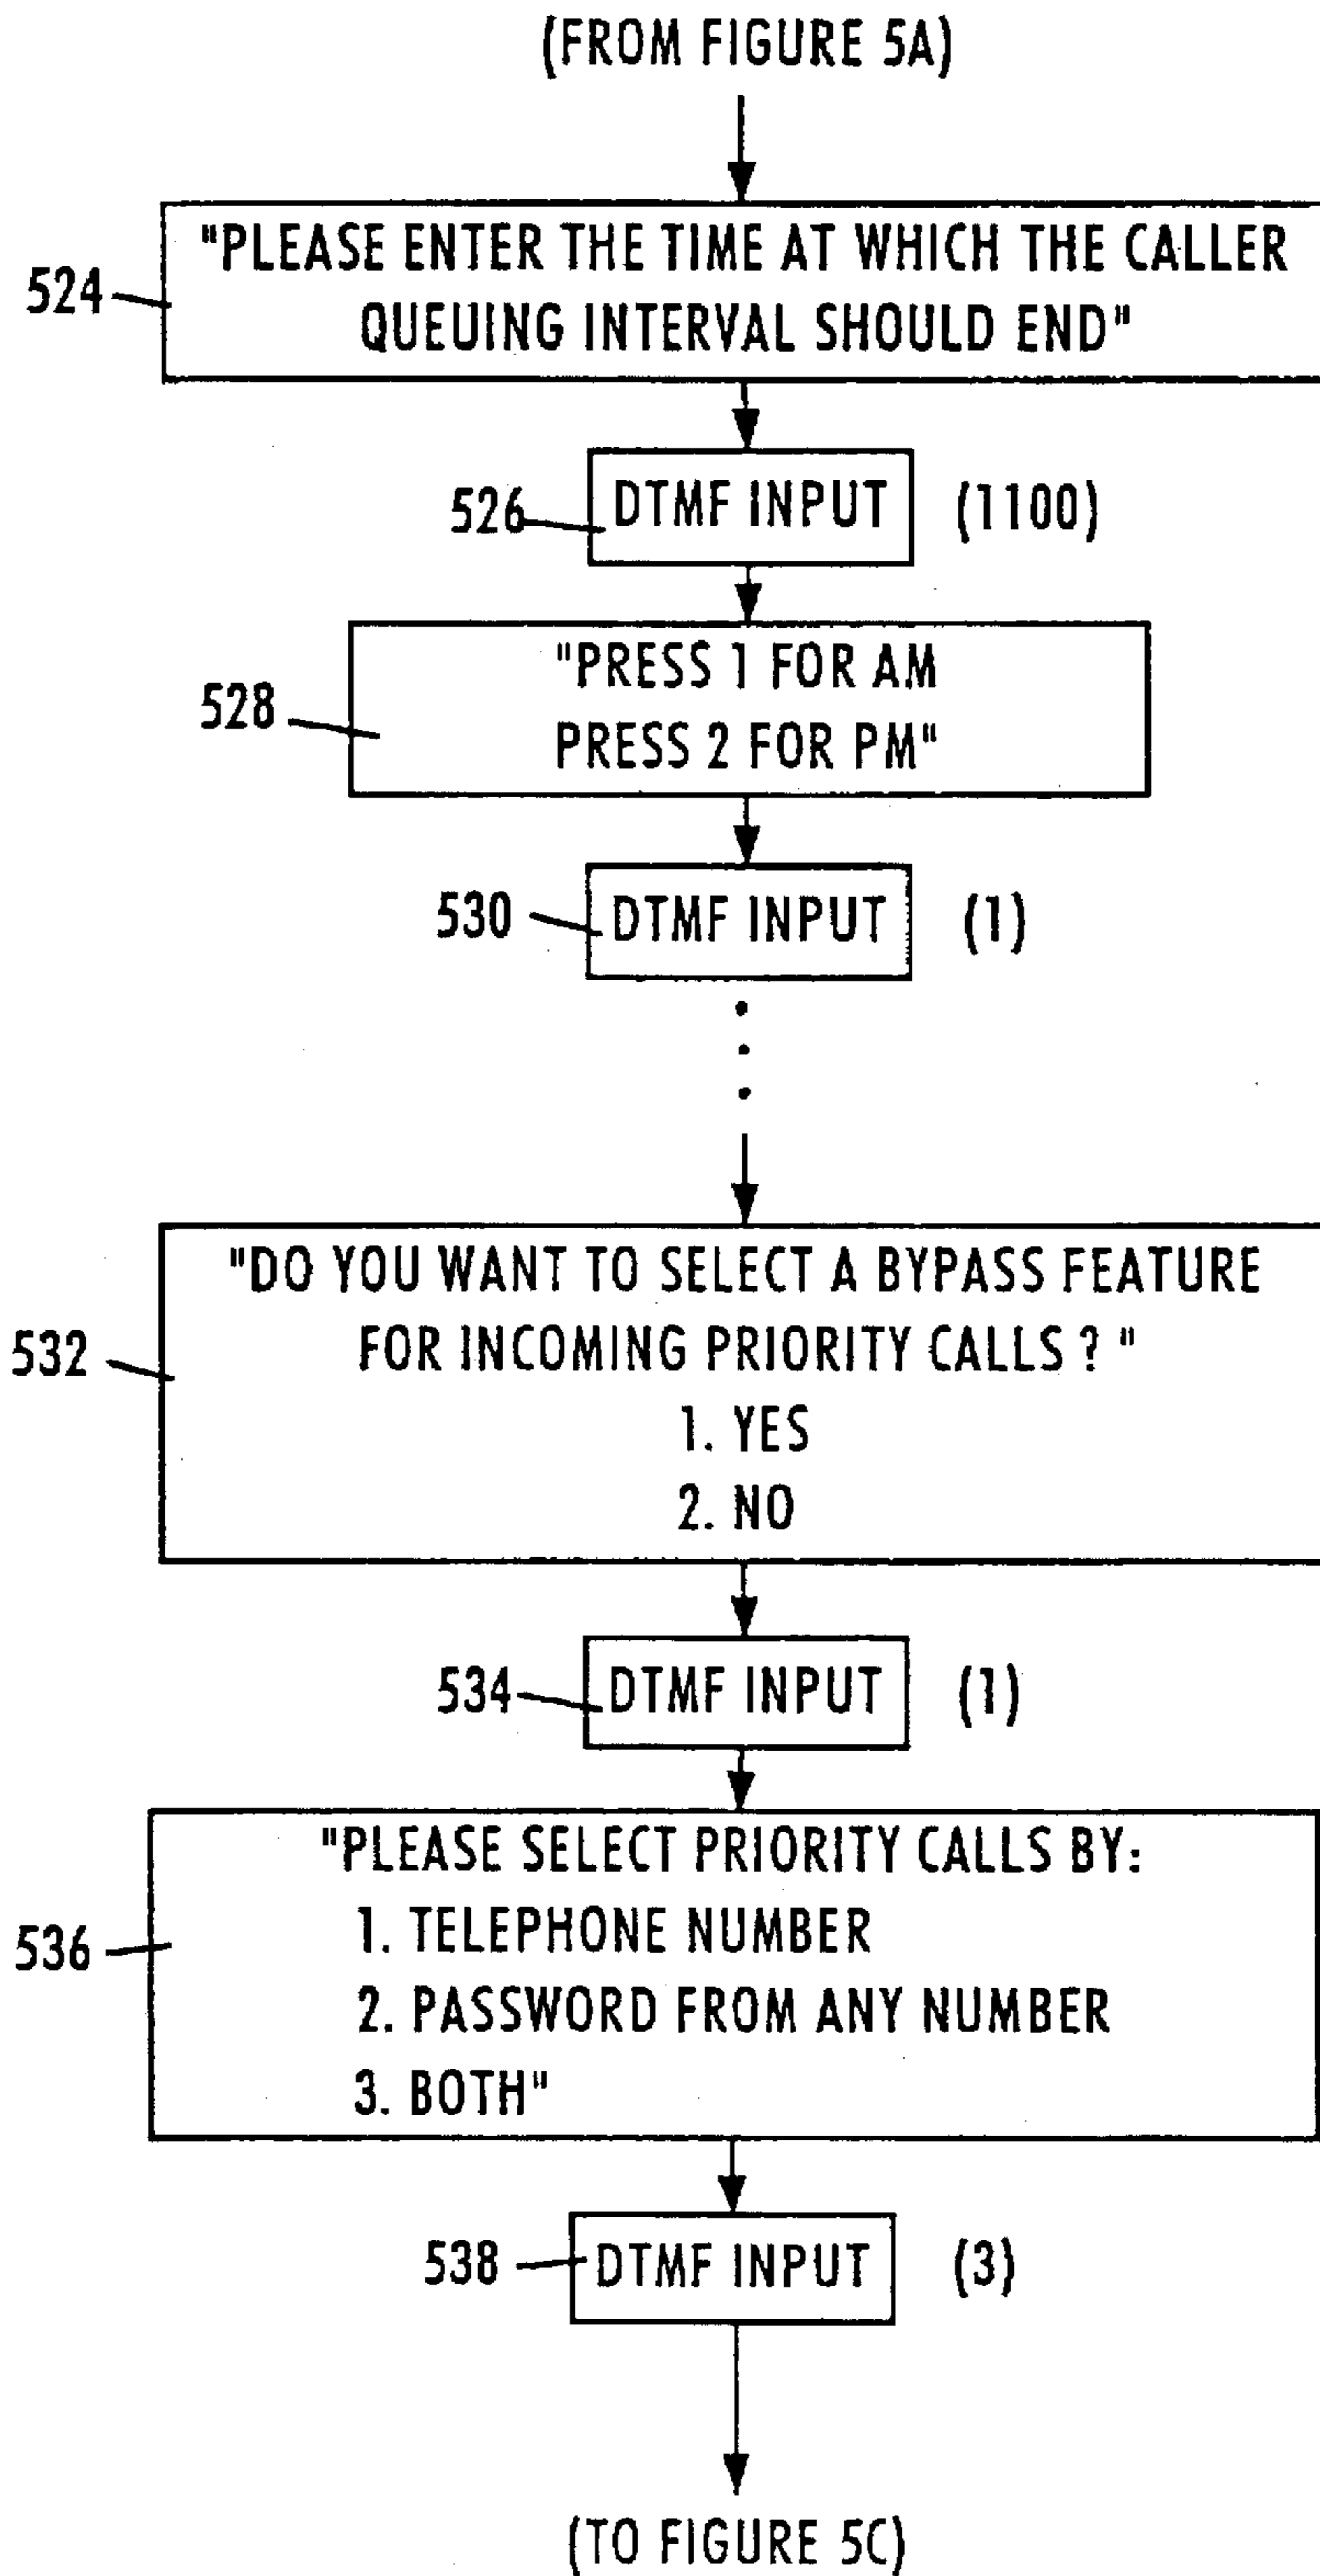 (FROM FIGURE 5A)
524
"PLEASE ENTER THE TIME AT WHICH THE CALLER
QUEUING INTERVAL SHOULD END"
526
DTMF INPUT (1100)
528
"PRESS 1 FOR AM
PRESS 2 FOR PM"
530
DTMF INPUT (1)
532
"DO YOU WANT TO SELECT A BYPASS FEATURE
FOR INCOMING PRIORITY CALLS ? "
1. YES
2. NO
534
DTMF INPUT (1)
536
"PLEASE SELECT PRIORITY CALLS BY:
1. TELEPHONE NUMBER
2. PASSWORD FROM ANY NUMBER
3. BOTH"
538
DTMF INPUT (3)
(TO FIGURE 5C)